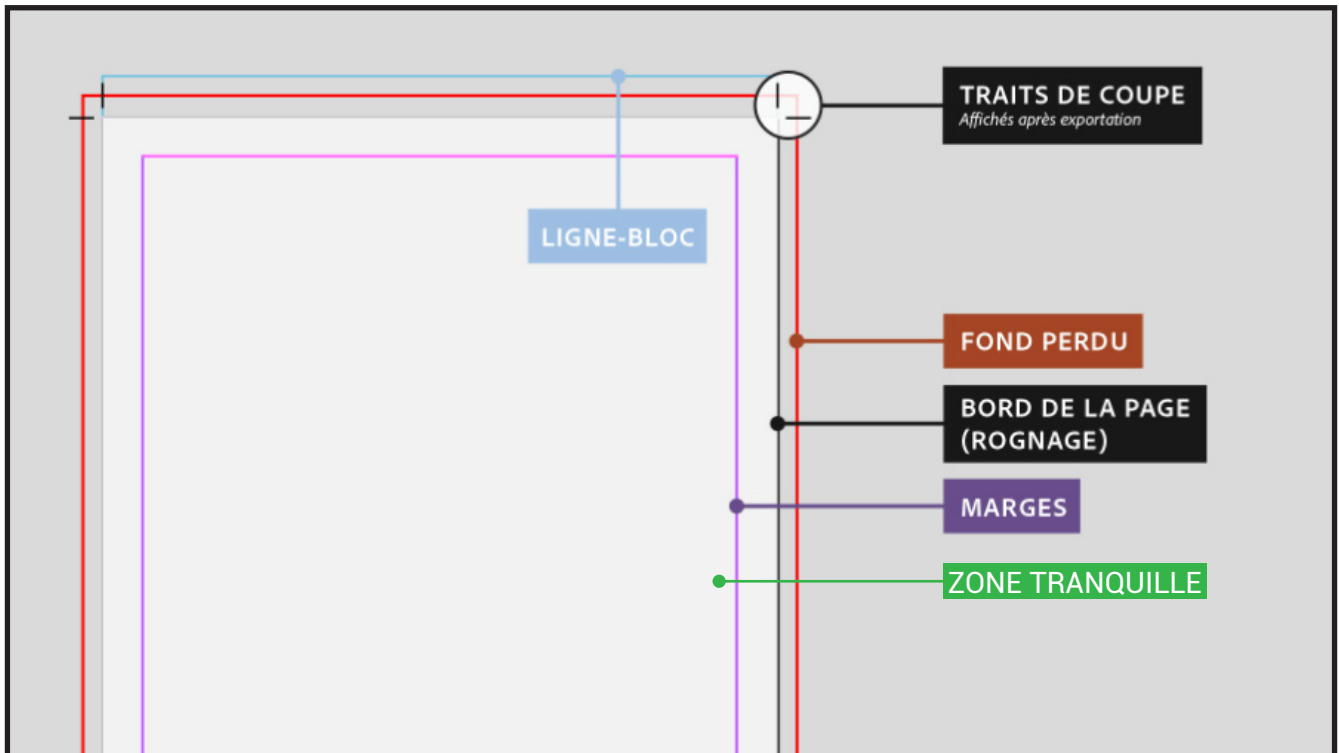 TRAITS DE COUPE
Affichés après exportation
LIGNE-BLOC
FOND PERDU
BORD DE LA PAGE
(ROGNAGE)
MARGES
ZONE TRANQUILLE